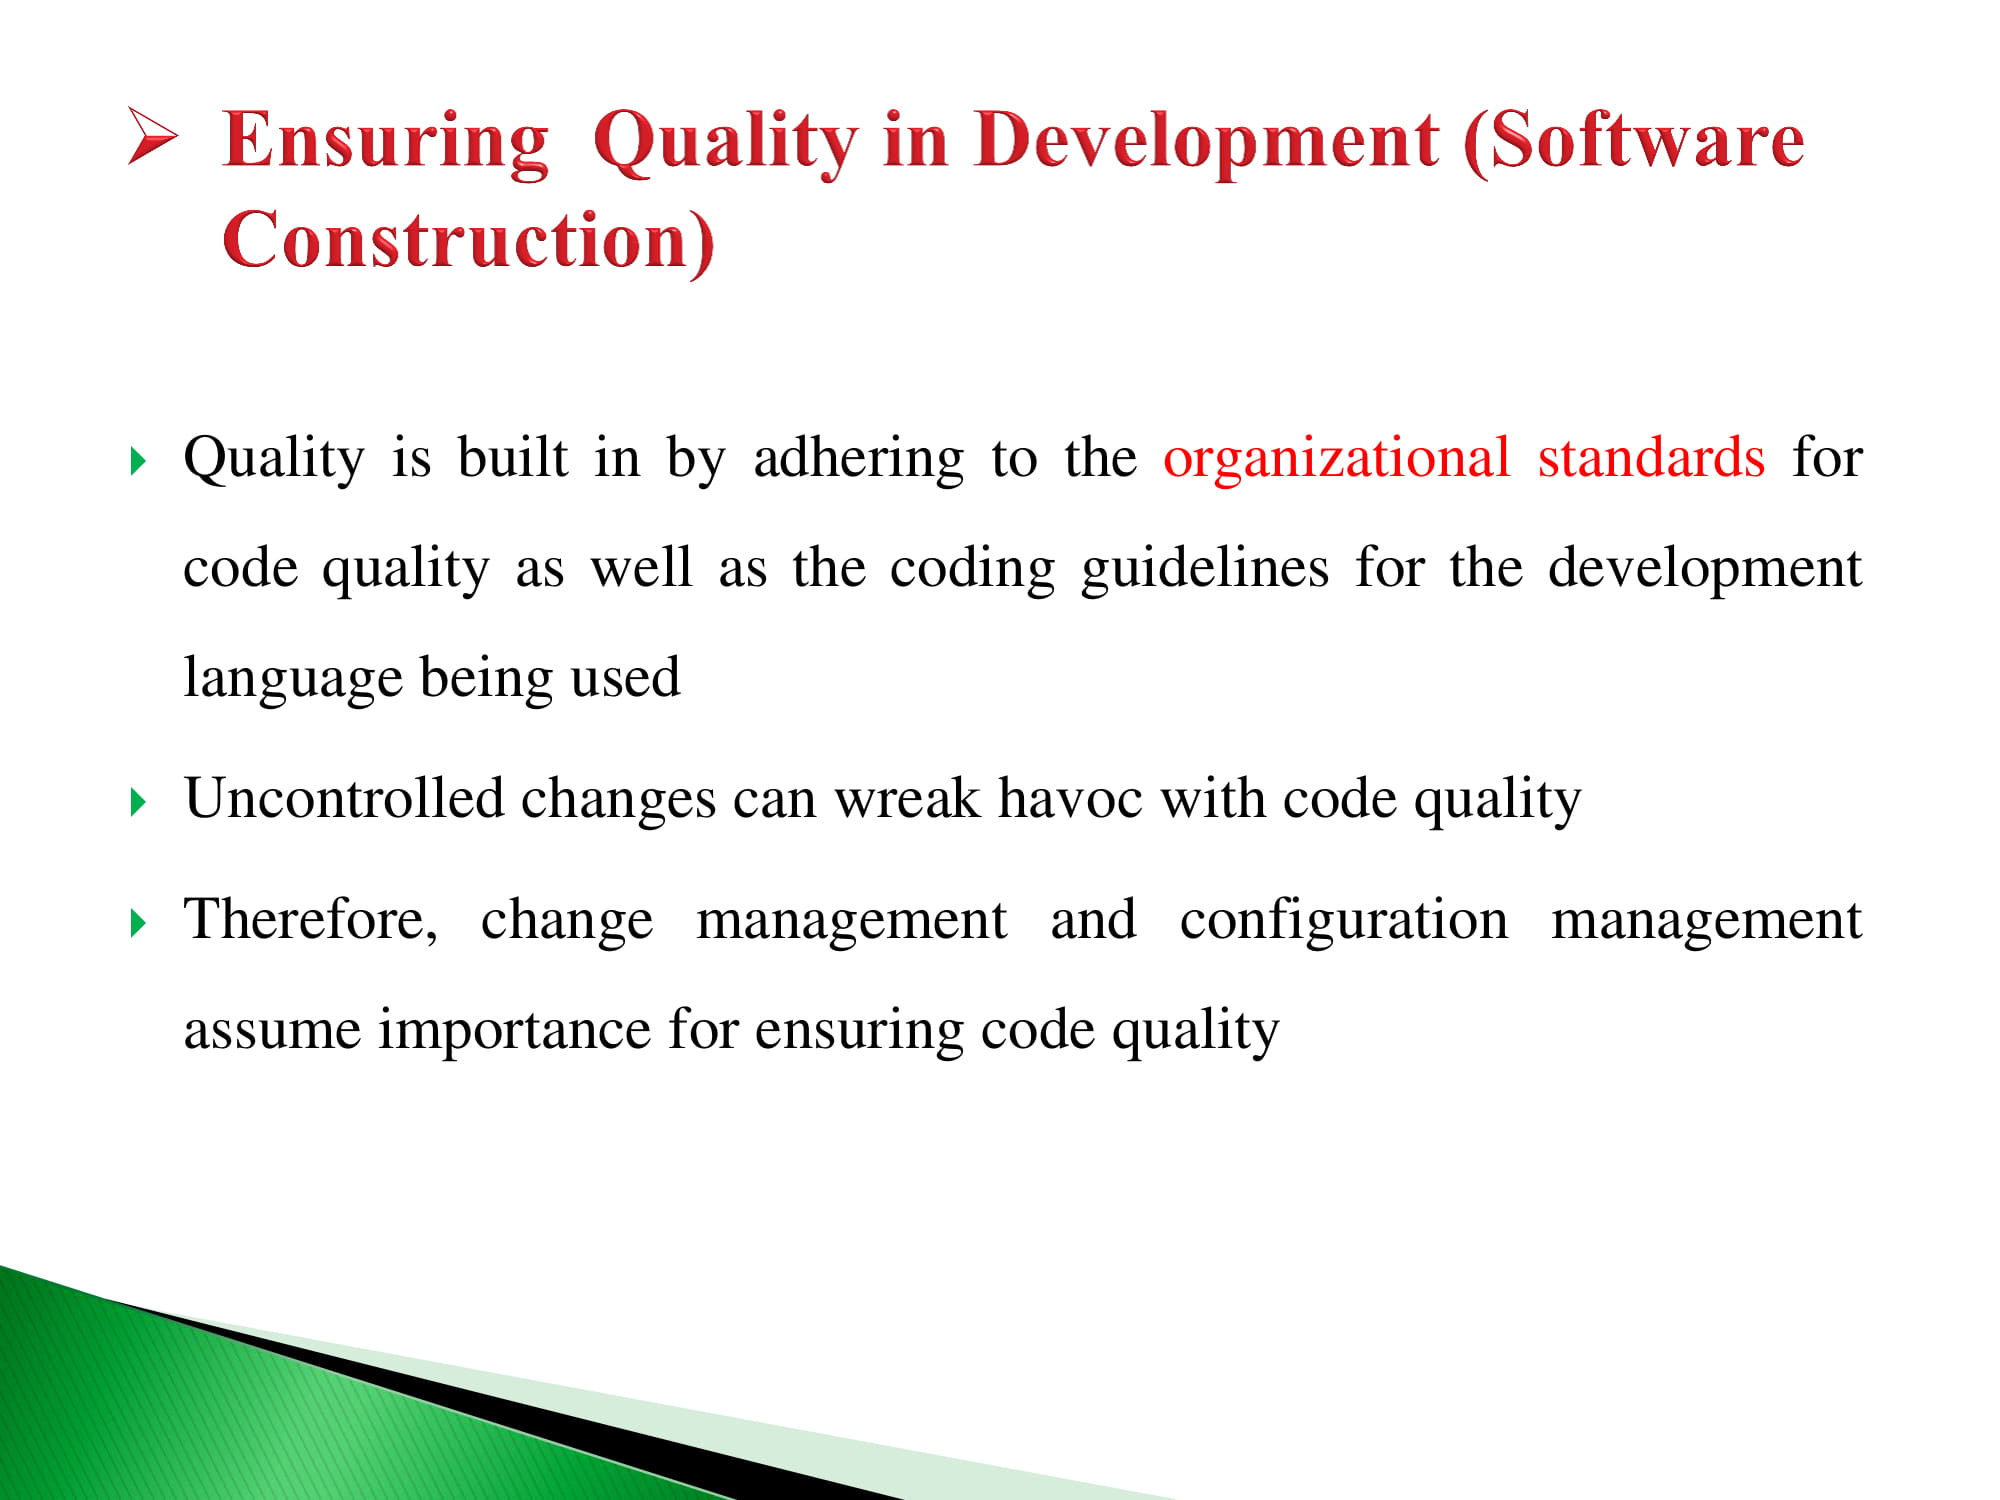 Ensuring Quality in Development (Software
Construction)
Quality is built in by adhering to the organizational standards for
code quality as well as the coding guidelines for the development
language being used
Uncontrolled changes can wreak havoc with code quality
Therefore, change management and configuration management
assume importance for ensuring code quality